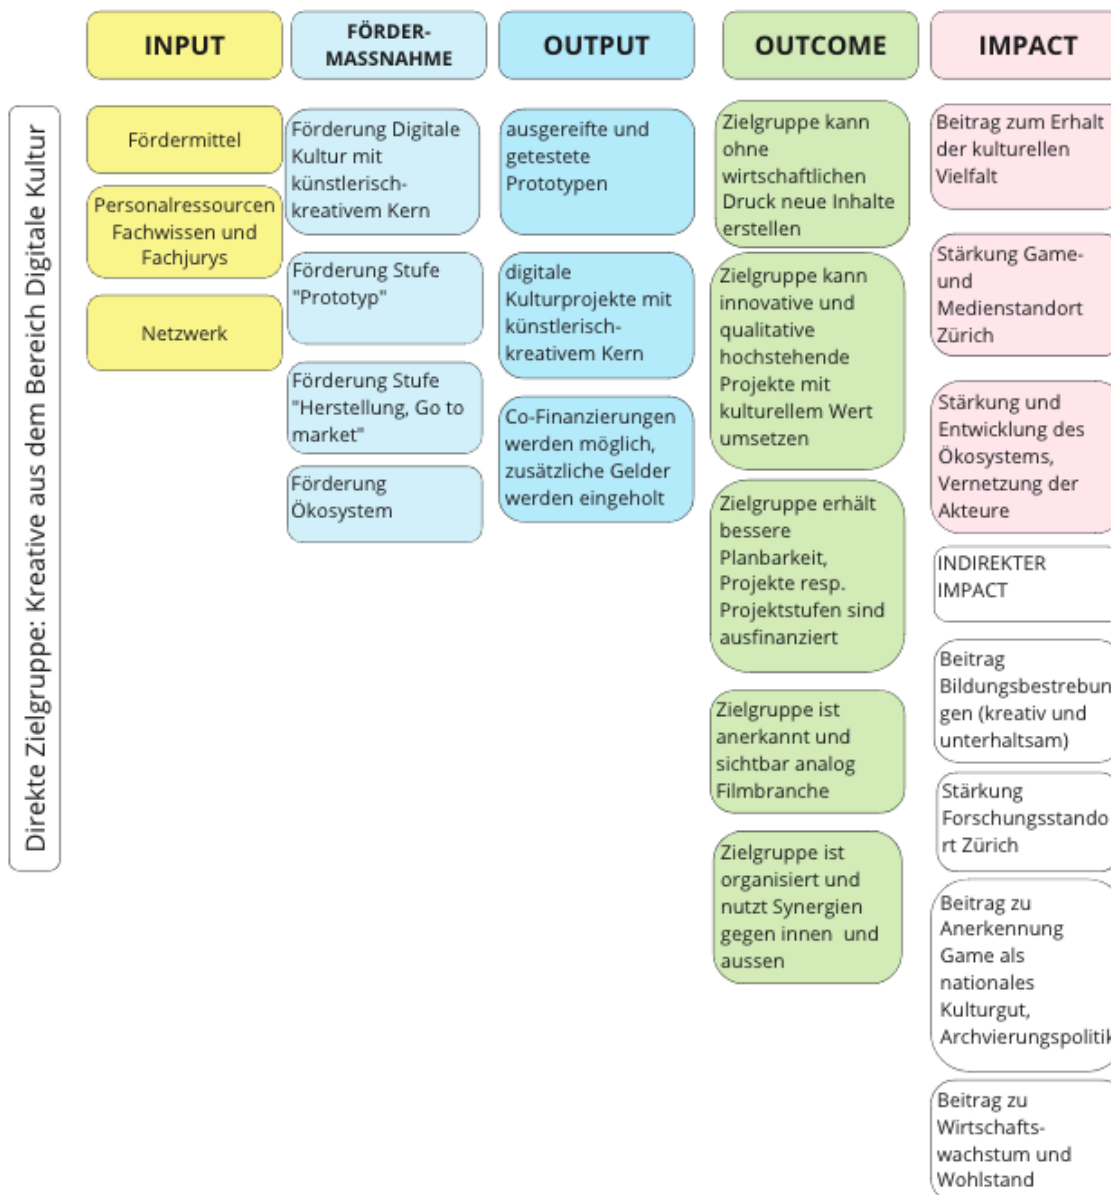 INPUT
FÖRDER-
MASSNAHME
OUTPUT
OUTCOME
IMPACT
Direkte Zielgruppe: Kreative aus dem Bereich Digitale Kultur
Fördermittel
Personalressourcen
Fachwissen und
Fachjurys
Netzwerk
Förderung Digitale
Kultur mit
künstlerisch-
kreativem Kern
Förderung Stufe
"Prototyp"
Förderung Stufe
"Herstellung, Go to
market"
Förderung
Ökosystem
ausgereifte und
getestete
Prototypen
digitale
Kulturprojekte mit
künstlerisch-
kreativem Kern
Co-Finanzierungen
werden möglich,
zusätzliche Gelder
werden eingeholt
Zielgruppe kann
ohne
wirtschaftlichen
Druck neue Inhalte
erstellen
Zielgruppe kann
innovative und
qualitative
hochstehende
Projekte mit
kulturellem Wert
umsetzen
Zielgruppe erhält
bessere
Planbarkeit,
Projekte resp.
Projektstufen sind
ausfinanziert
Zielgruppe ist
anerkannt und
sichtbar analog
Filmbranche
Zielgruppe ist
organisiert und
nutzt Synergien
gegen innen und
aussen
Beitrag zum Erhalt
der kulturellen
Vielfalt
Stärkung Game-
und
Medienstandort
Zürich
Stärkung und
Entwicklung des
Ökosystems,
Vernetzung der
Akteure
INDIREKTER
IMPACT
Beitrag
Bildungsbestrebun
gen (kreativ und
unterhaltsam)
Stärkung
Forschungsstando
rt Zürich
Beitrag zu
Anerkennung
Game als
nationales
Kulturgut,
Archvierungspolitik
Beitrag zu
Wirtschafts-
wachstum und
Wohlstand